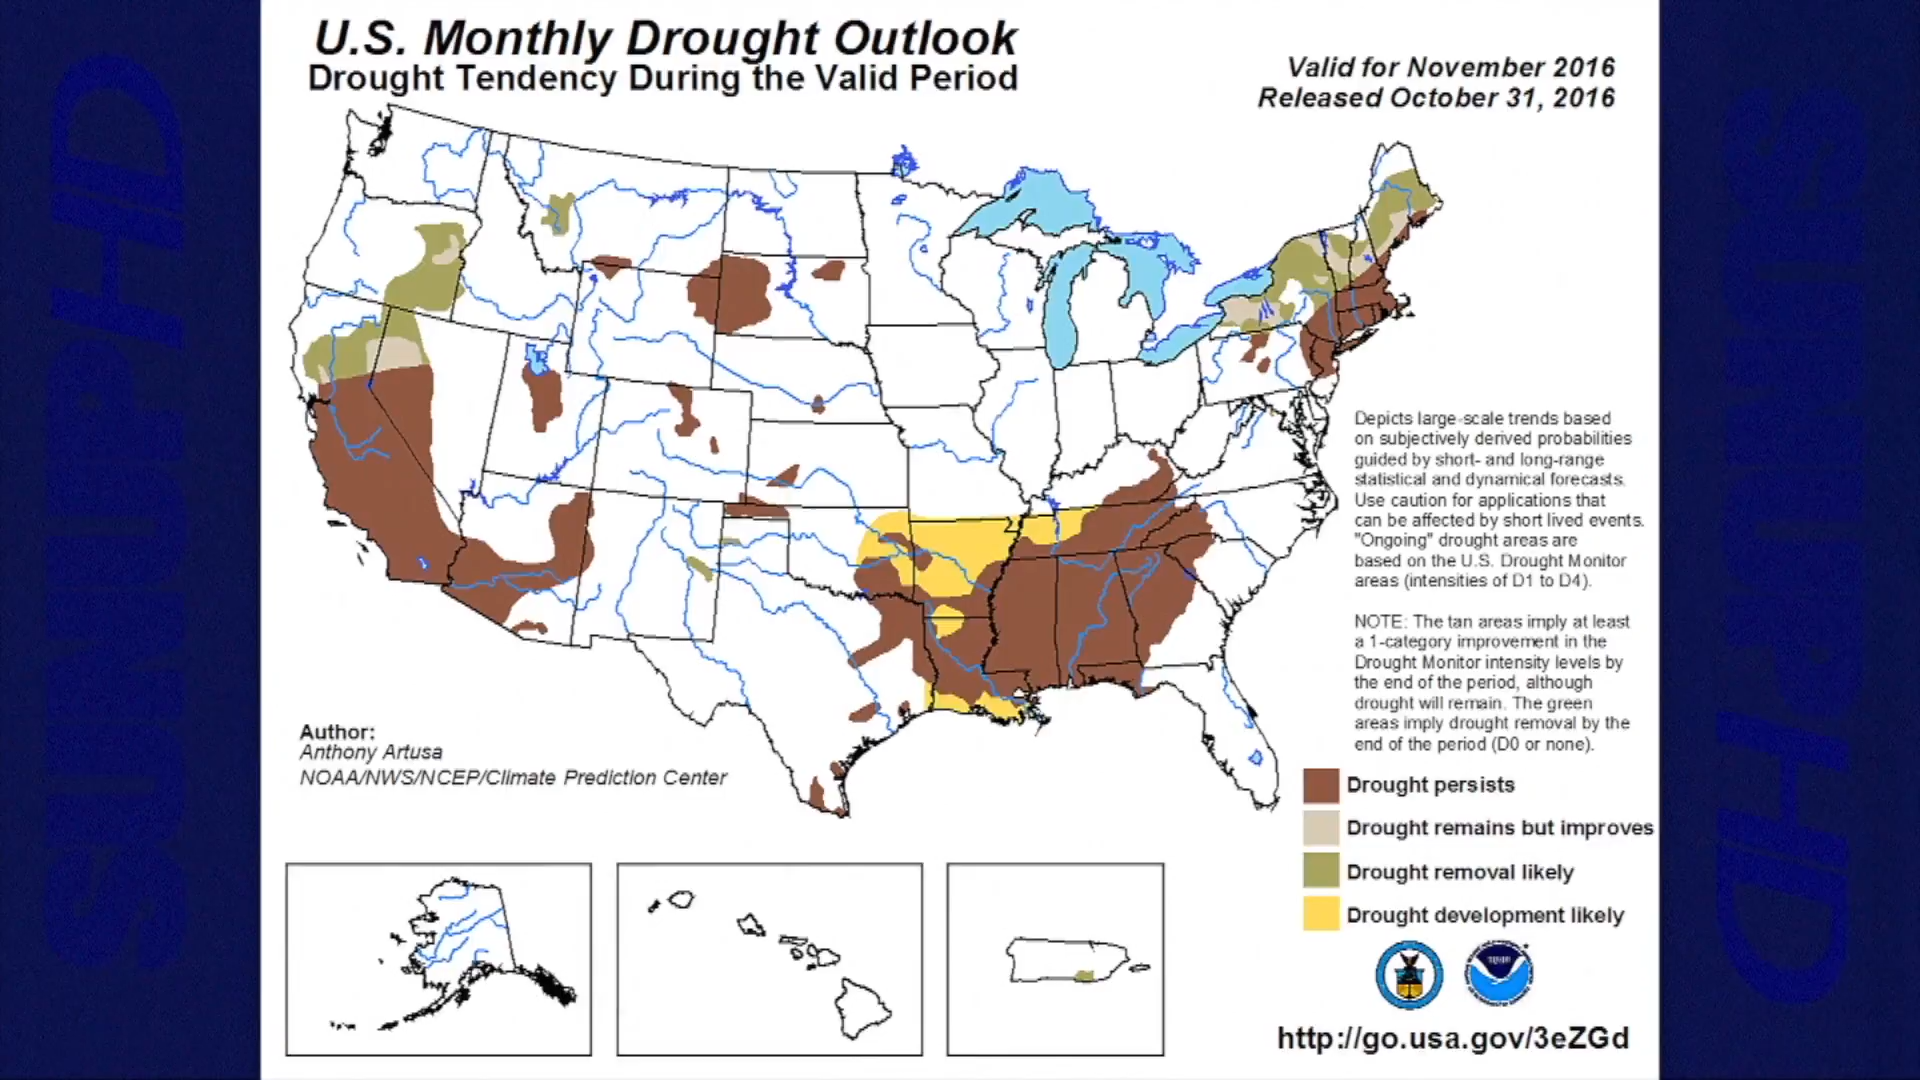 U.S. Monthly Drought Outlook
Drought Tendency During the Valid Period
Valid for November 2016
Released October 31, 2016
Depicts large-scale trends based
on subjectively derived probabilities
guided by short- and long-range
statistical and dynamical forecasts.
Use caution for applications that
can be affected by short lived events.
"Ongoing" drought areas are
based on the U.S. Drought Monitor
areas (intensities of D1 to D4).
NOTE: The tan areas imply at least
a 1-category improvement in the
Drought Monitor intensity levels by
the end of the period, although
drought will remain. The green
areas imply drought removal by the
end of the period (D0 or none).
Author:
Anthony Artusa
NOAA/NWS/NCEP/Climate Prediction Center
Drought persists
Drought remains but improves
Drought removal likely
Drought development likely
http://go.usa.gov/3eZGd
SUNUP HD
SUNUP HD